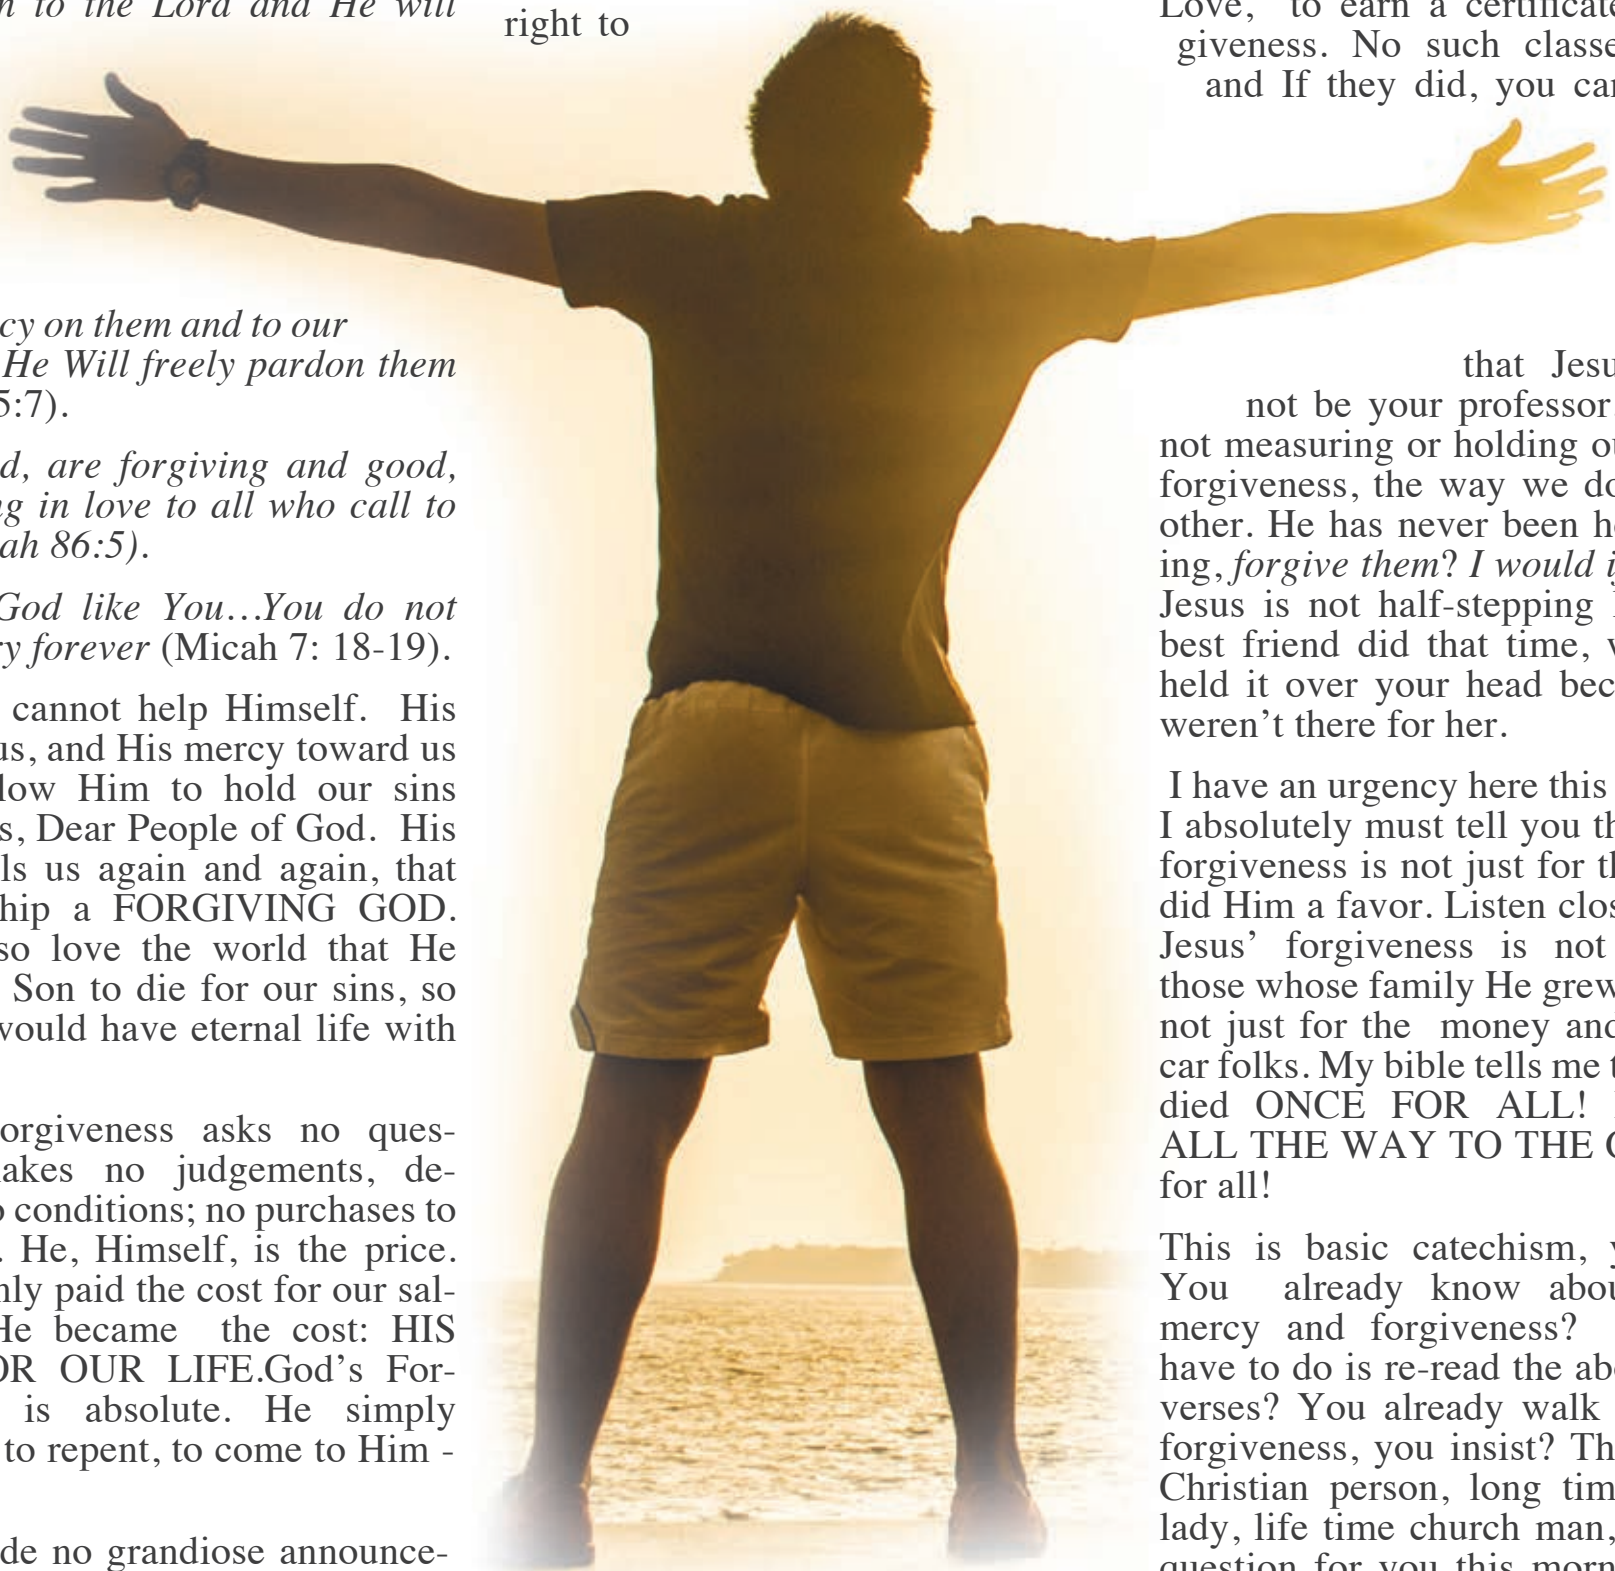 to the Lord and He will
cy on them and to our
He Will freely pardon them
5:7).
d, are forgiving and good,
ng in love to all who call to
ah 86:5).
God like You…You do not
ry forever (Micah 7: 18-19).
cannot help Himself. His
us, and His mercy toward us
low Him to hold our sins
s, Dear People of God. His
ls us again and again, that
hip a FORGIVING GOD.
so love the world that He
Son to die for our sins, so
would have eternal life with
orgiveness asks no ques-
akes no judgements, de-
conditions; no purchases to
. He, Himself, is the price.
nly paid the cost for our sal-
He became the cost: HIS
OR OUR LIFE.God's For-
is absolute. He simply
to repent, to come to Him -
de no grandiose announce-
right to
Love, to earn a certificate
giveness. No such classe
and If they did, you can
that Jesu
not be your professor.
not measuring or holding ou
forgiveness, the way we do
other. He has never been he
ing, forgive them? I would i
Jesus is not half-stepping
best friend did that time, w
held it over your head bec
weren't there for her.
I have an urgency here this
I absolutely must tell you th
forgiveness is not just for th
did Him a favor. Listen clos
Jesus' forgiveness is not
those whose family He grew
not just for the money and
car folks. My bible tells me t
died ONCE FOR ALL!
ALL THE WAY TO THE C
for all!
This is basic catechism, y
You already know abou
mercy and forgiveness?
have to do is re-read the abo
verses? You already walk
forgiveness, you insist? Th
Christian person, long tim
lady, life time church man,
question for you this morn